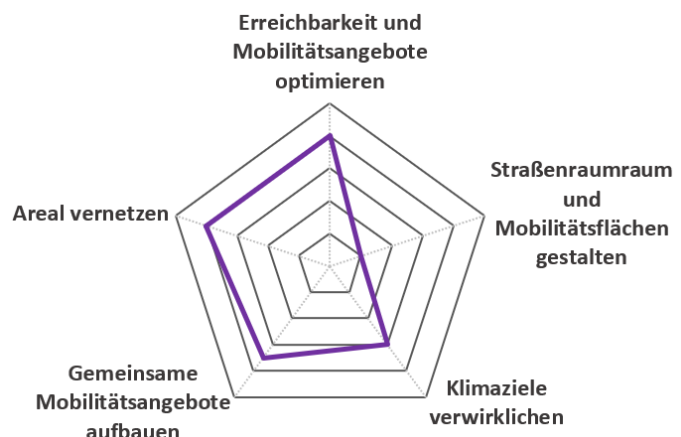 Erreichbarkeit und
Mobilitätsangebote
optimieren
Straßenraumraum
und
Mobilitätsflächen
gestalten
Areal vernetzen
Gemeinsame
Mobilitätsangebote
aufbauen
Klimaziele
verwirklichen